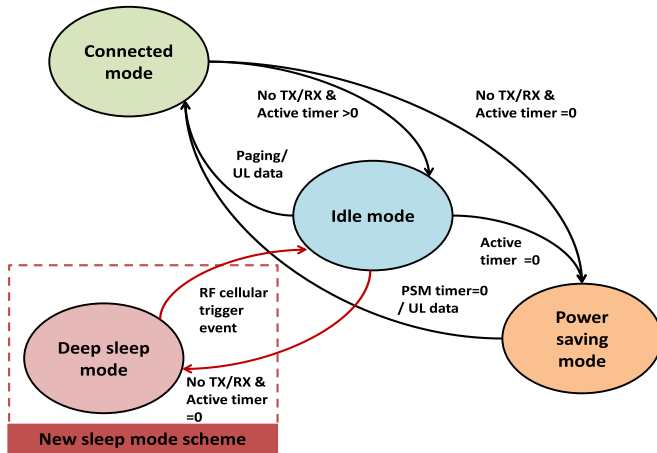 Connected
mode
No TX/RX &
Active timer >0
No TX/RX &
Active timer =0
Paging/
UL data
Idle mode
Active
timer =0
RF cellular
trigger
event
PSM timer=0
/ UL data
Power
saving
mode
Deep sleep
mode
No TX/RX &
Active timer
=0
New sleep mode scheme